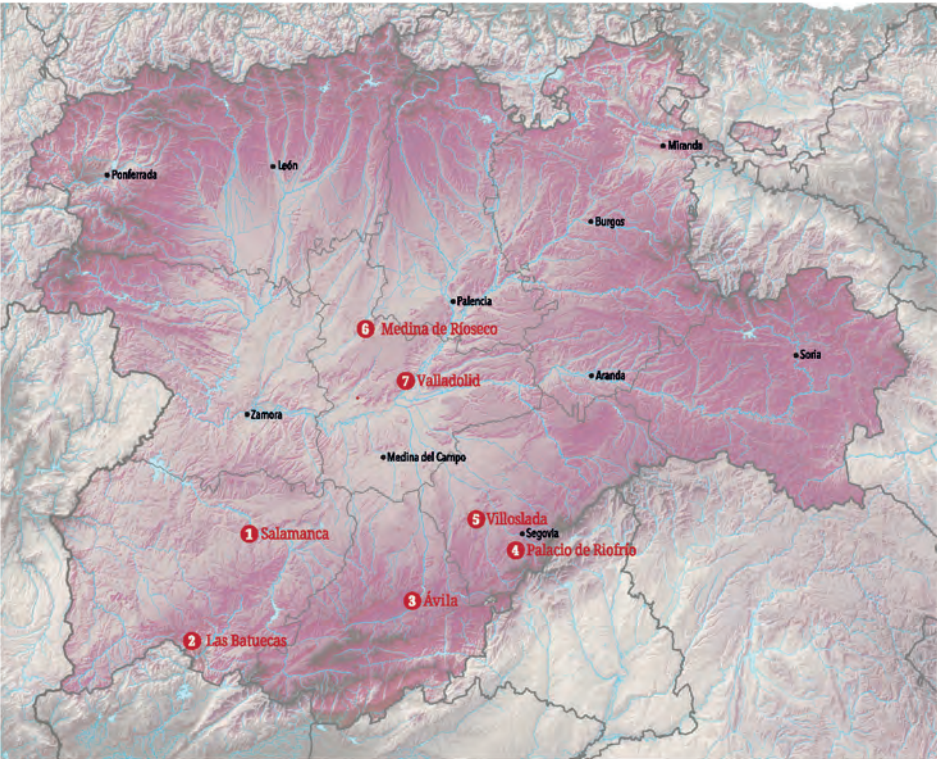 Miranda
León
Ponferrada
Burgos
Palencia
6 Medina de Ríoseco
Soria
Aranda
7 Valladolid
Zamora
Medina del Campo
5 Villoslada
1 Salamanca
Segovia
4 Palacio de Riofrío
3 Ávila
2 Las Batuecas